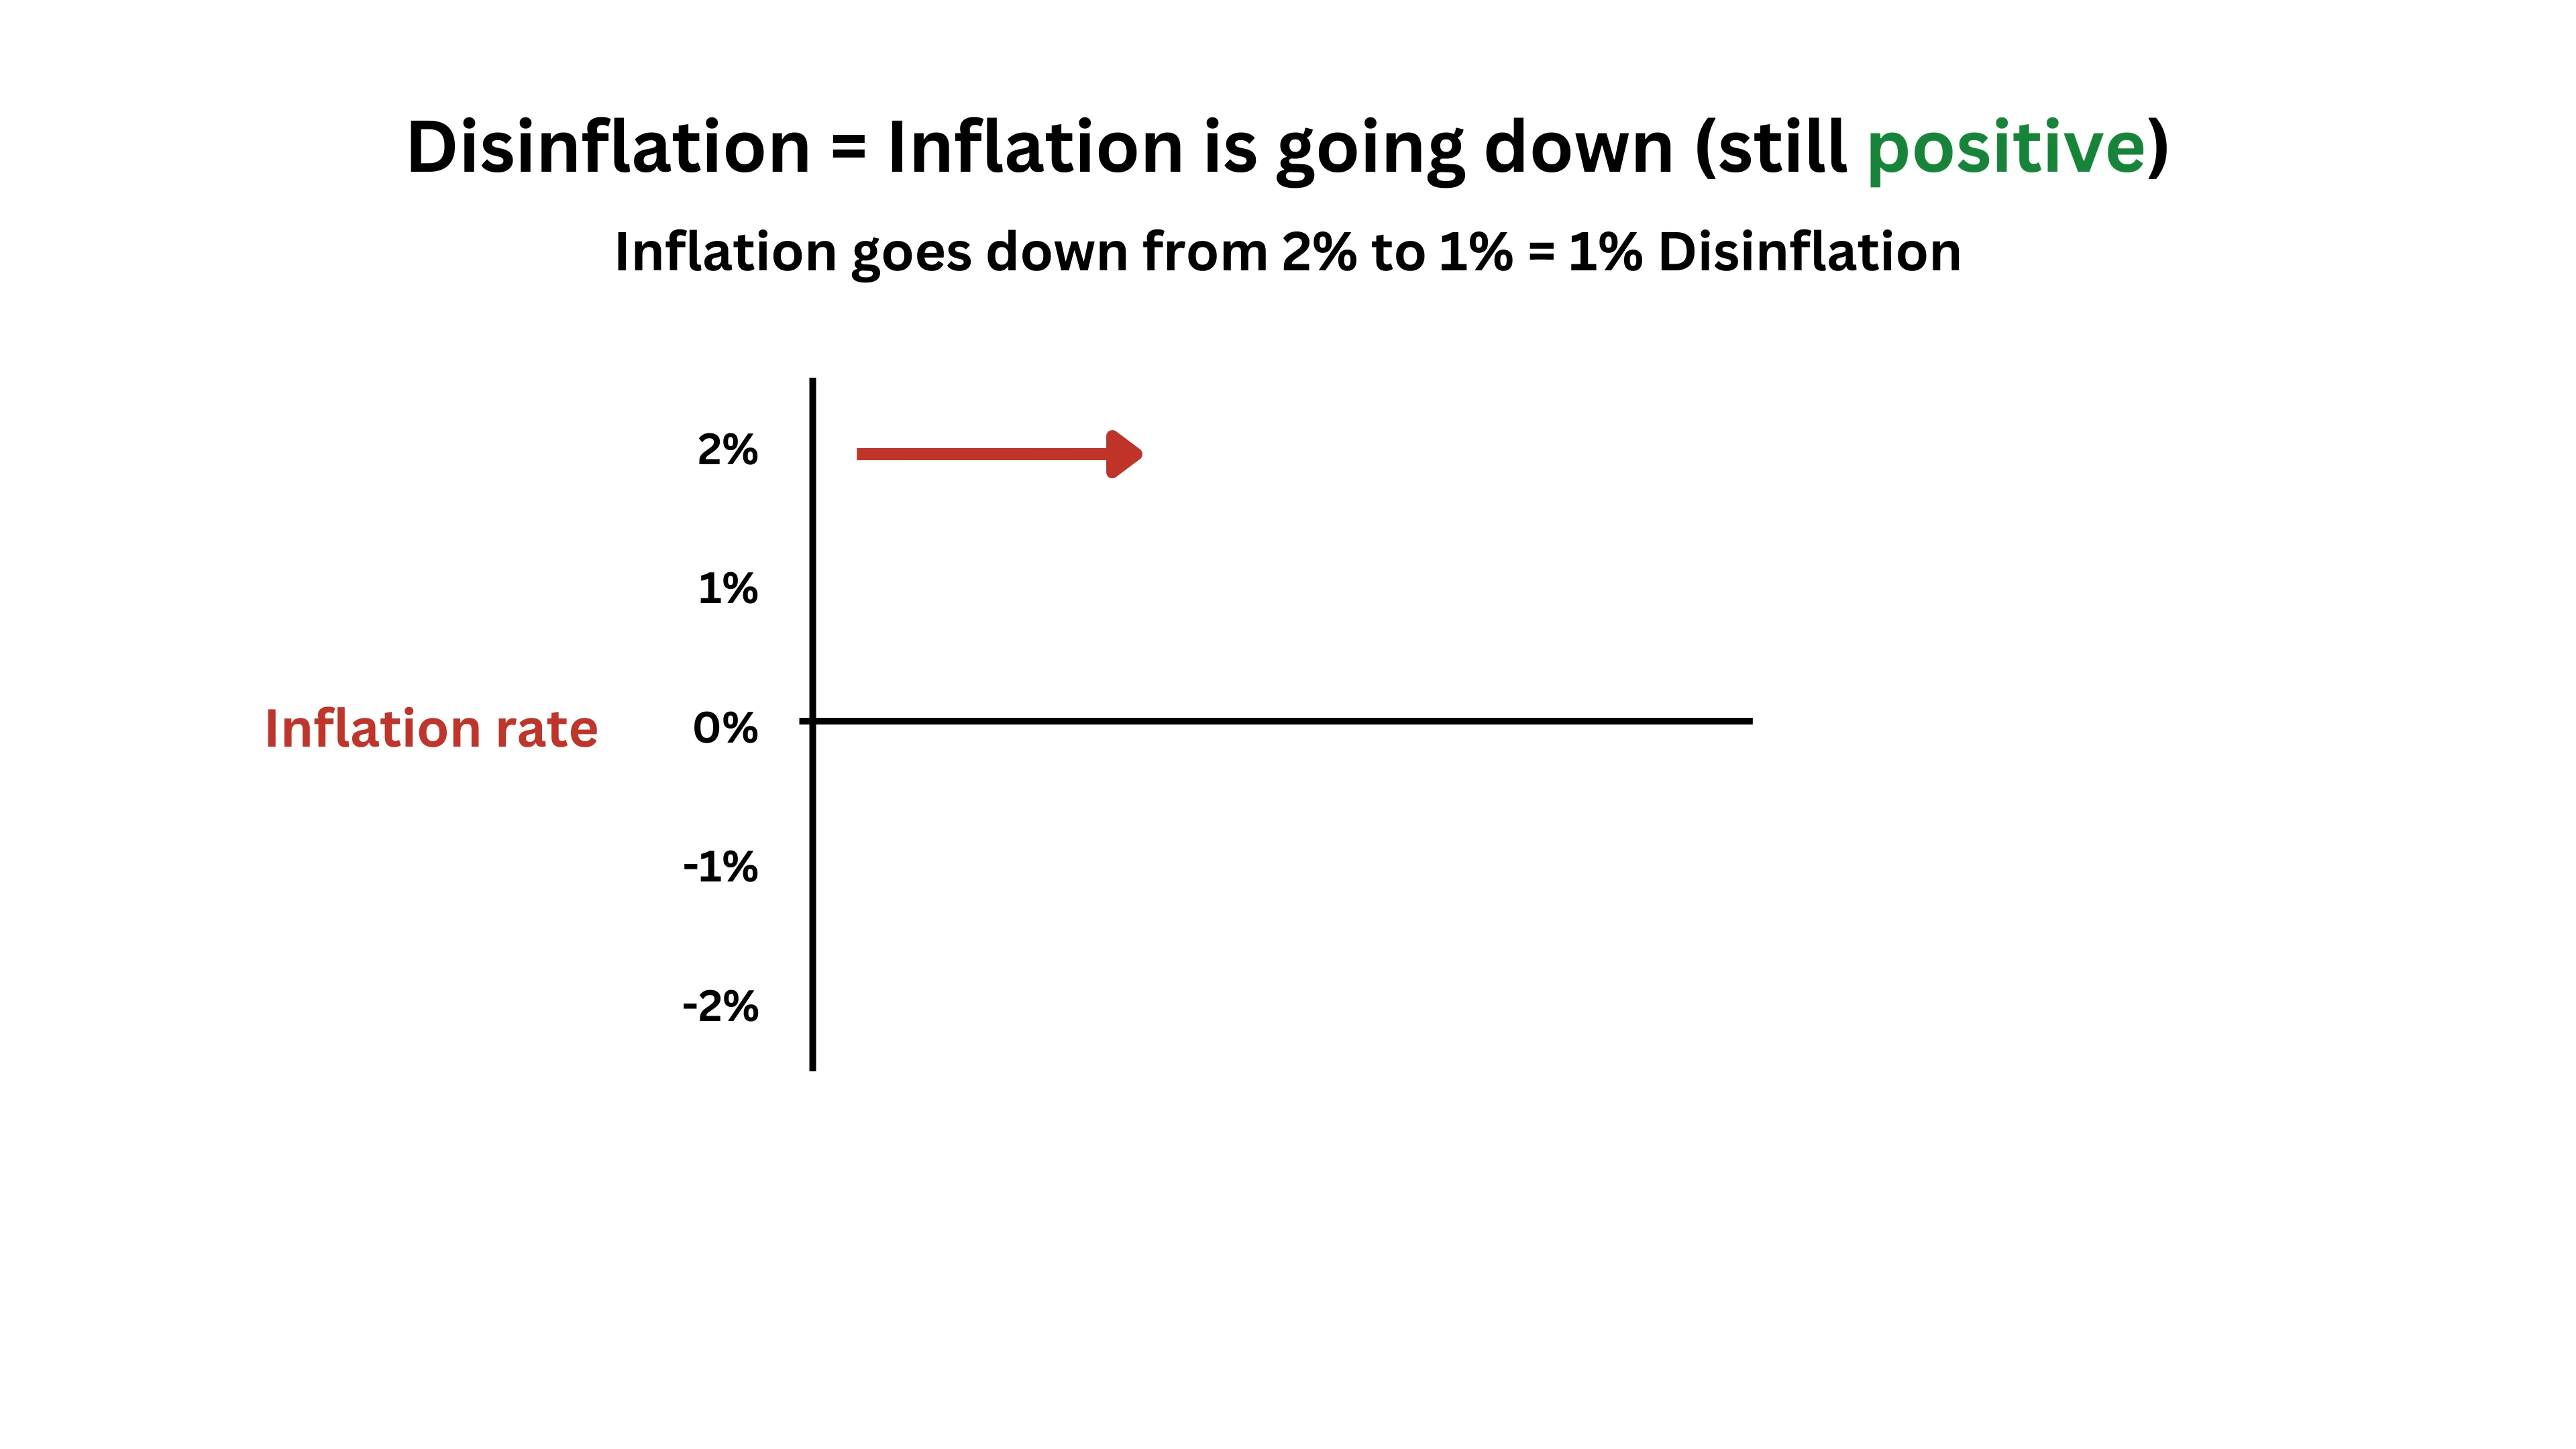 Disinflation = Inflation is going down (still positive)
Inflation goes down from 2% to 1% = 1% Disinflation
2%
1%
Inflation rate
0%
-1%
-2%